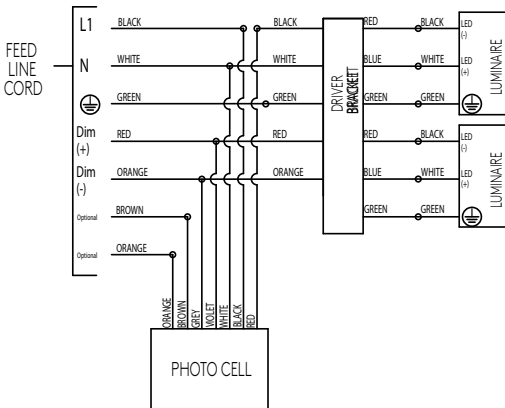 FEED
LINE
CORD
L1
N
Dim
(+)
Dim
(-)
Optional
Optional
BLACK
WHITE
GREEN
RED
ORANGE
BROWN
ORANGE
BLACK
WHITE
GREEN
RED
ORANGE
DRIVER
BRACKET
RED
BLUE
GREEN
RED
BLUE
GREEN
BLACK
WHITE
GREEN
BLACK
WHITE
GREEN
LED
(-)
LED
(+)
LUMINAIRE
LED
(-)
LED
(+)
LUMINAIRE
ORANGE
BROWN
GREY
VIOLET
WHITE
BLACK
RED
PHOTO CELL